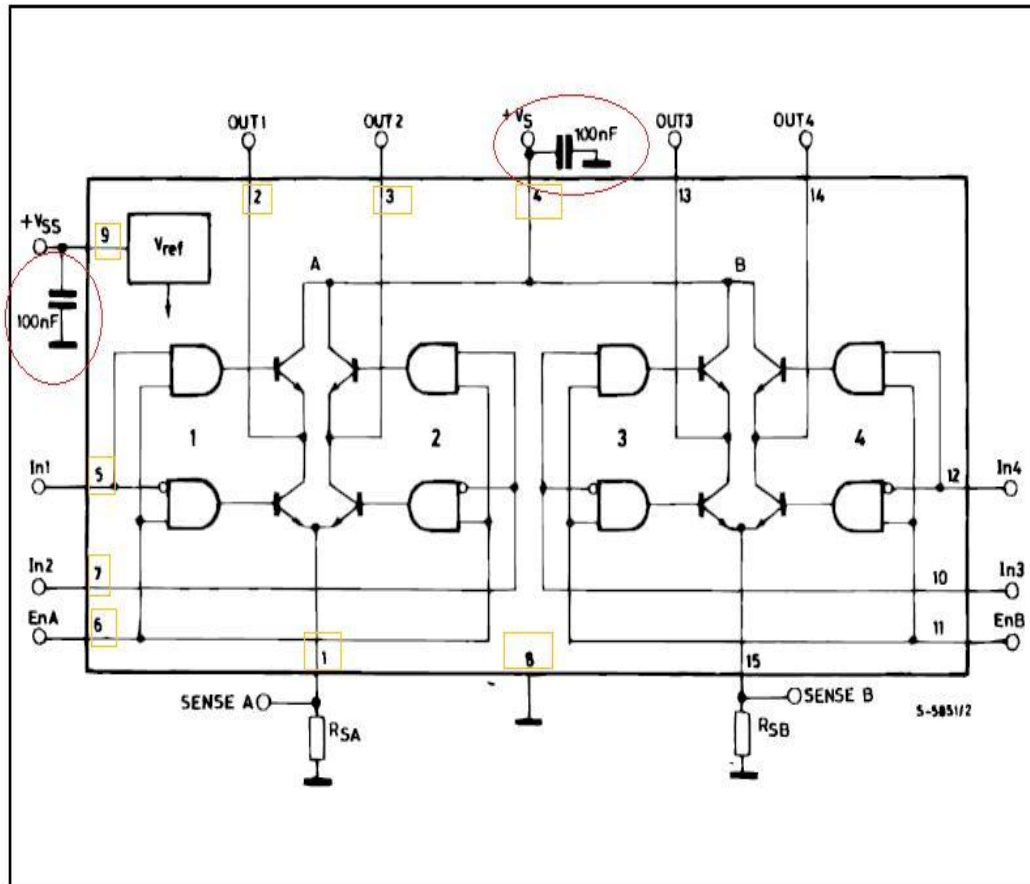 +VS
OUT1 OUT2 100nF OUT3 OUT4
2 3 4 13 14
+VSS
9 Vref
A B
100nF
1 2 3 4
In1 5 12 In4
In2 7 10 In3
EnA 6 11 EnB
1 8 15
SENSE A SENSE B
S-5851/2
RSA RSB